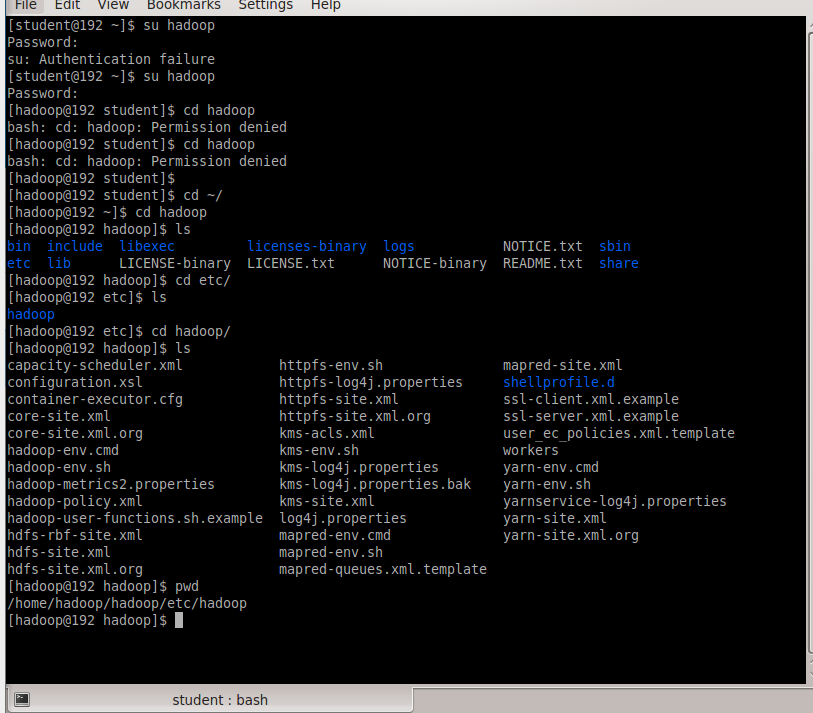 File Edit View Bookmarks Settings Help
[student@192 ~]$ su hadoop
Password:
su: Authentication failure
[student@192 ~]$ su hadoop
Password:
[hadoop@192 student]$ cd hadoop
bash: cd: hadoop: Permission denied
[hadoop@192 student]$ cd hadoop
bash: cd: hadoop: Permission denied
[hadoop@192 student]$
[hadoop@192 student]$ cd ~/
[hadoop@192 ~]$ cd hadoop
[hadoop@192 hadoop]$ ls
bin  include  libexec         licenses-binary  logs           NOTICE.txt  sbin
etc  lib      LICENSE-binary  LICENSE.txt      NOTICE-binary  README.txt  share
[hadoop@192 hadoop]$ cd etc/
[hadoop@192 etc]$ ls
hadoop
[hadoop@192 etc]$ cd hadoop/
[hadoop@192 hadoop]$ ls
capacity-scheduler.xml            httpfs-env.sh               mapred-site.xml
configuration.xsl                 httpfs-log4j.properties     shellprofile.d
container-executor.cfg            httpfs-site.xml             ssl-client.xml.example
core-site.xml                     httpfs-site.xml.org         ssl-server.xml.example
core-site.xml.org                 kms-acls.xml                user_ec_policies.xml.template
hadoop-env.cmd                    kms-env.sh                  workers
hadoop-env.sh                     kms-log4j.properties        yarn-env.cmd
hadoop-metrics2.properties        kms-log4j.properties.bak    yarn-env.sh
hadoop-policy.xml                 kms-site.xml                yarnservice-log4j.properties
hadoop-user-functions.sh.example  log4j.properties            yarn-site.xml
hdfs-rbf-site.xml                 mapred-env.cmd              yarn-site.xml.org
hdfs-site.xml                     mapred-env.sh
hdfs-site.xml.org                 mapred-queues.xml.template
[hadoop@192 hadoop]$ pwd
/home/hadoop/hadoop/etc/hadoop
[hadoop@192 hadoop]$
student : bash